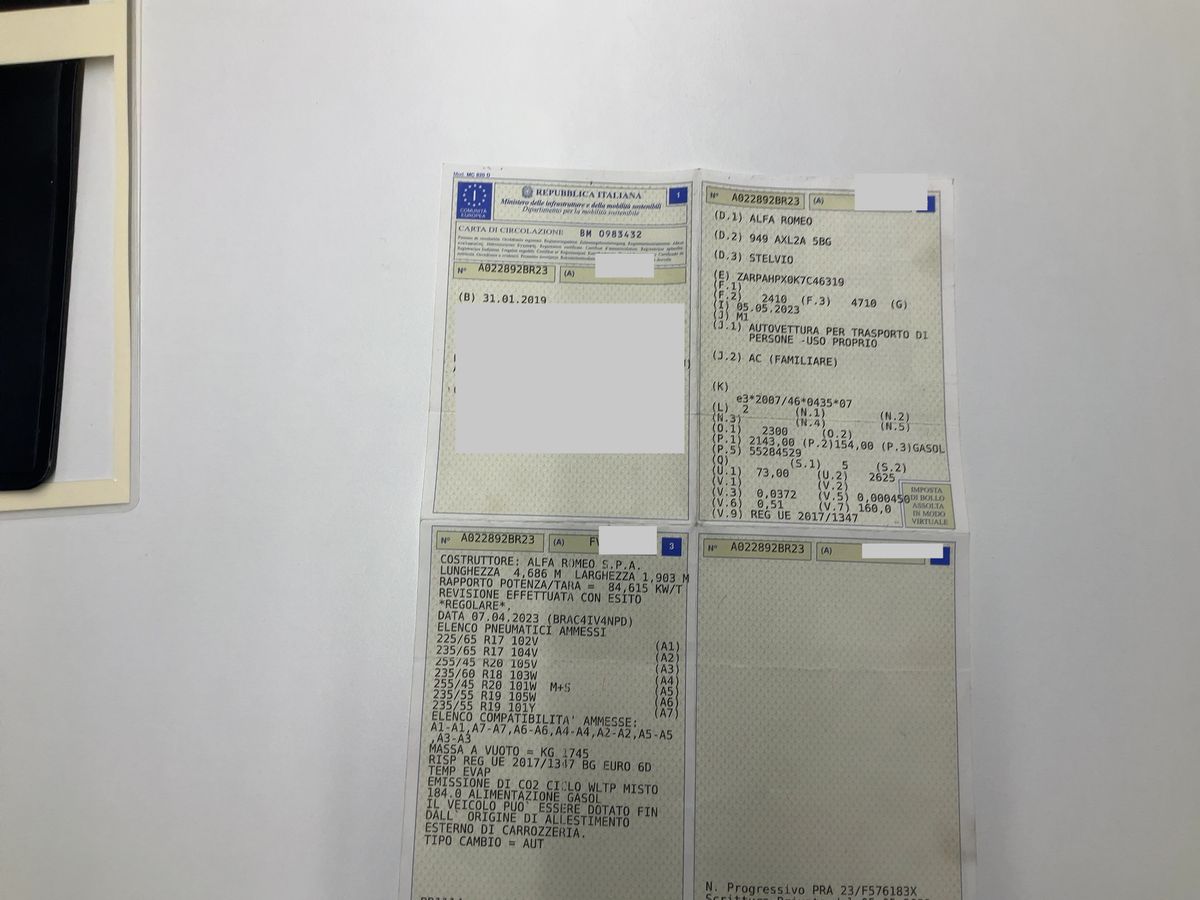 Mod. MC 820 D
COMUNITÀ
EUROPEA
REPUBBLICA ITALIANA
Ministero delle infrastrutture e della mobilità sostenibili
Dipartimento per la mobilità sostenibile
1
CARTA DI CIRCOLAZIONE BM 0983432
N° A022892BR23 (A)
(B) 31.01.2019
N° A022892BR23 (A)
(D.1) ALFA ROMEO
(D.2) 949 AXL2A 5BG
(D.3) STELVIO
(E) ZARPAHPX0K7C46319
(F.1)
(F.2) 2410 (F.3) 4710 (G)
(I) 05.05.2023
(J) M1
(J.1) AUTOVETTURA PER TRASPORTO DI
PERSONE -USO PROPRIO
(J.2) AC (FAMILIARE)
(K)
e3*2007/46*0435*07
(L) 2 (N.1) (N.2)
(N.3) (N.4) (N.5)
(O.1) 2300 (O.2)
(P.1) 2143,00 (P.2)154,00 (P.3)GASOL
(P.5) 55284529
(Q) (S.1) 5 (S.2)
(U.1) 73,00 (U.2) 2625
(V.1) (V.2)
(V.3) 0,0372 (V.5) 0,000450
(V.6) 0,51 (V.7) 160,0
(V.9) REG UE 2017/1347
IMPOSTA
DI BOLLO
ASSOLTA
IN MODO
VIRTUALE
N° A022892BR23 (A) FV
3
COSTRUTTORE: ALFA ROMEO S.P.A.
LUNGHEZZA 4,686 M LARGHEZZA 1,903 M
RAPPORTO POTENZA/TARA = 84,615 KW/T
REVISIONE EFFETTUATA CON ESITO
*REGOLARE*.
DATA 07.04.2023 (BRAC4IV4NPD)
ELENCO PNEUMATICI AMMESSI
225/65 R17 102V (A1)
235/65 R17 104V (A2)
255/45 R20 105V (A3)
235/60 R18 103W (A4)
255/45 R20 101W M+S (A5)
235/55 R19 105W (A6)
235/55 R19 101Y (A7)
ELENCO COMPATIBILITA' AMMESSE:
A1-A1,A7-A7,A6-A6,A4-A4,A2-A2,A5-A5
,A3-A3
MASSA A VUOTO = KG 1745
RISP REG UE 2017/1347 BG EURO 6D
TEMP EVAP
EMISSIONE DI CO2 CICLO WLTP MISTO
184.0 ALIMENTAZIONE GASOL
IL VEICOLO PUO' ESSERE DOTATO FIN
DALL' ORIGINE DI ALLESTIMENTO
ESTERNO DI CARROZZERIA.
TIPO CAMBIO = AUT
N° A022892BR23 (A)
N. Progressivo PRA 23/F576183X